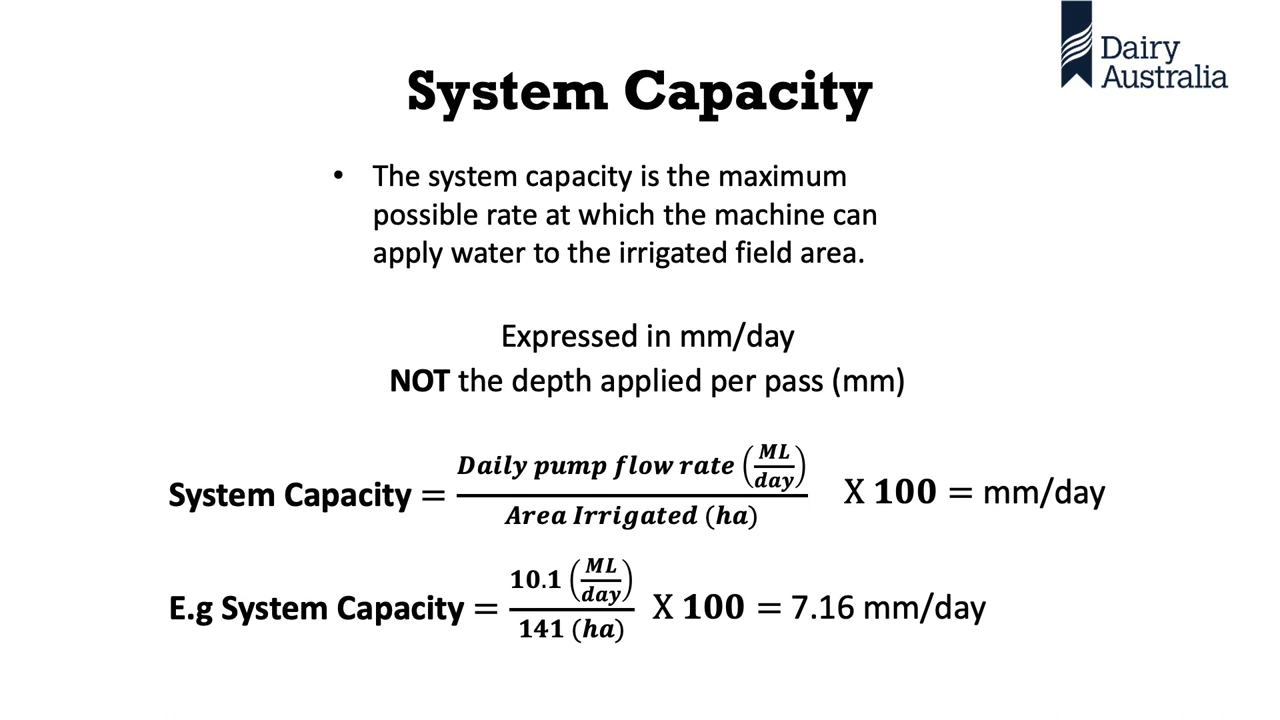 Dairy
Australia
System Capacity
• The system capacity is the maximum
possible rate at which the machine can
apply water to the irrigated field area.
Expressed in mm/day
NOT the depth applied per pass (mm)
System Capacity = Daily pump flow rate (ML/day) / Area Irrigated (ha) X 100 = mm/day
E.g System Capacity = 10.1 (ML/day) / 141 (ha) X 100 = 7.16 mm/day